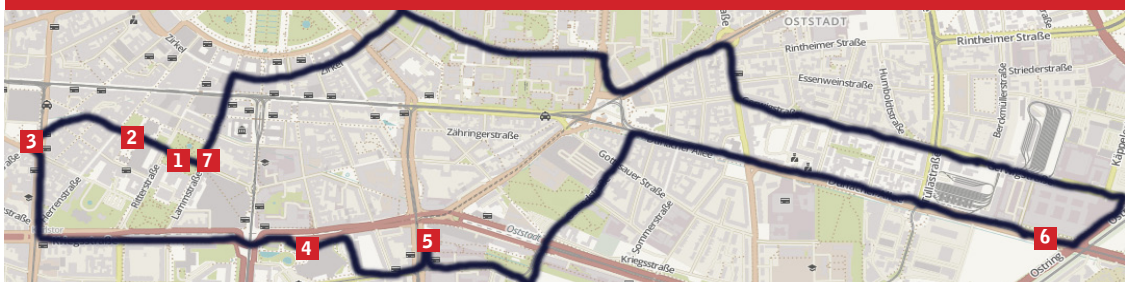 OSTSTADT
Zirkel
Rintheimer Straße
Rintheimer Straße
Zirkel
Essenweinstraße
Striederstraße
Humboldtstraße
Berckmüllerstraße
Zähringerstraße
3
2
1
7
Ritterstraße
Lammstraße
Herrenstraße
Gottesauer Straße
Sommerstraße
Oststadt
Kriegsstraße
Ostring
4
5
6